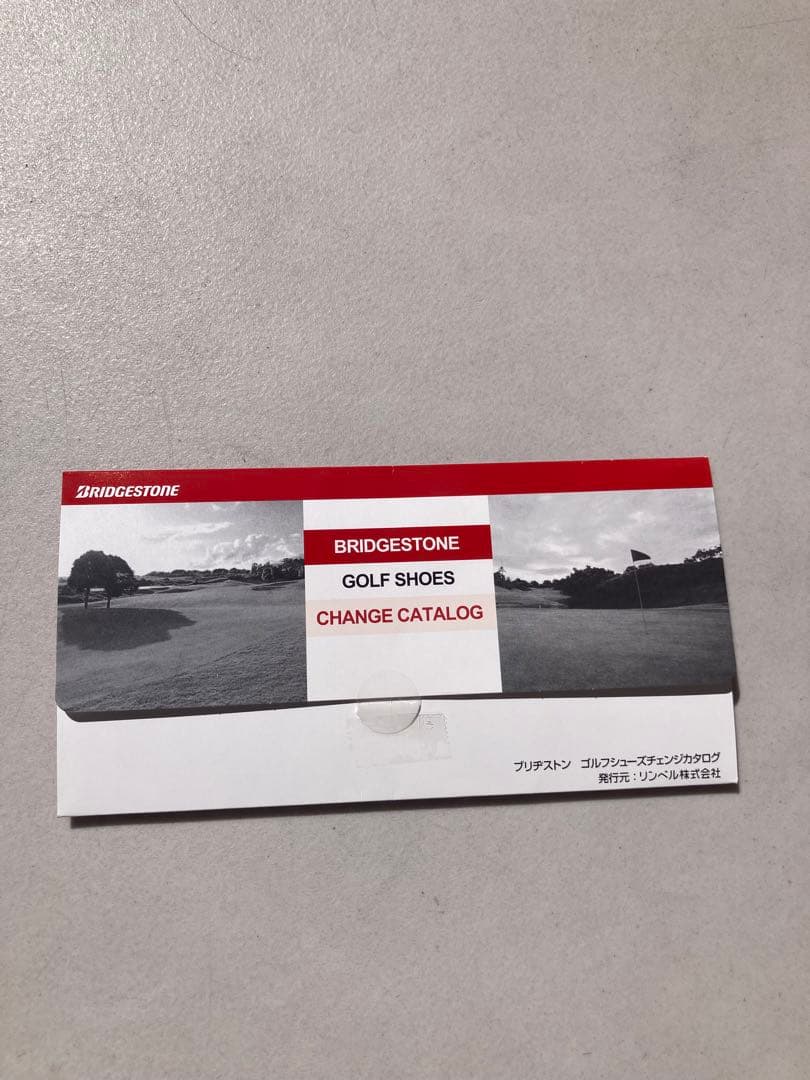 BRIDGESTONE
BRIDGESTONE
GOLF SHOES
CHANGE CATALOG
ブリヂストン ゴルフシューズチェンジカタログ
発行元：リンベル株式会社